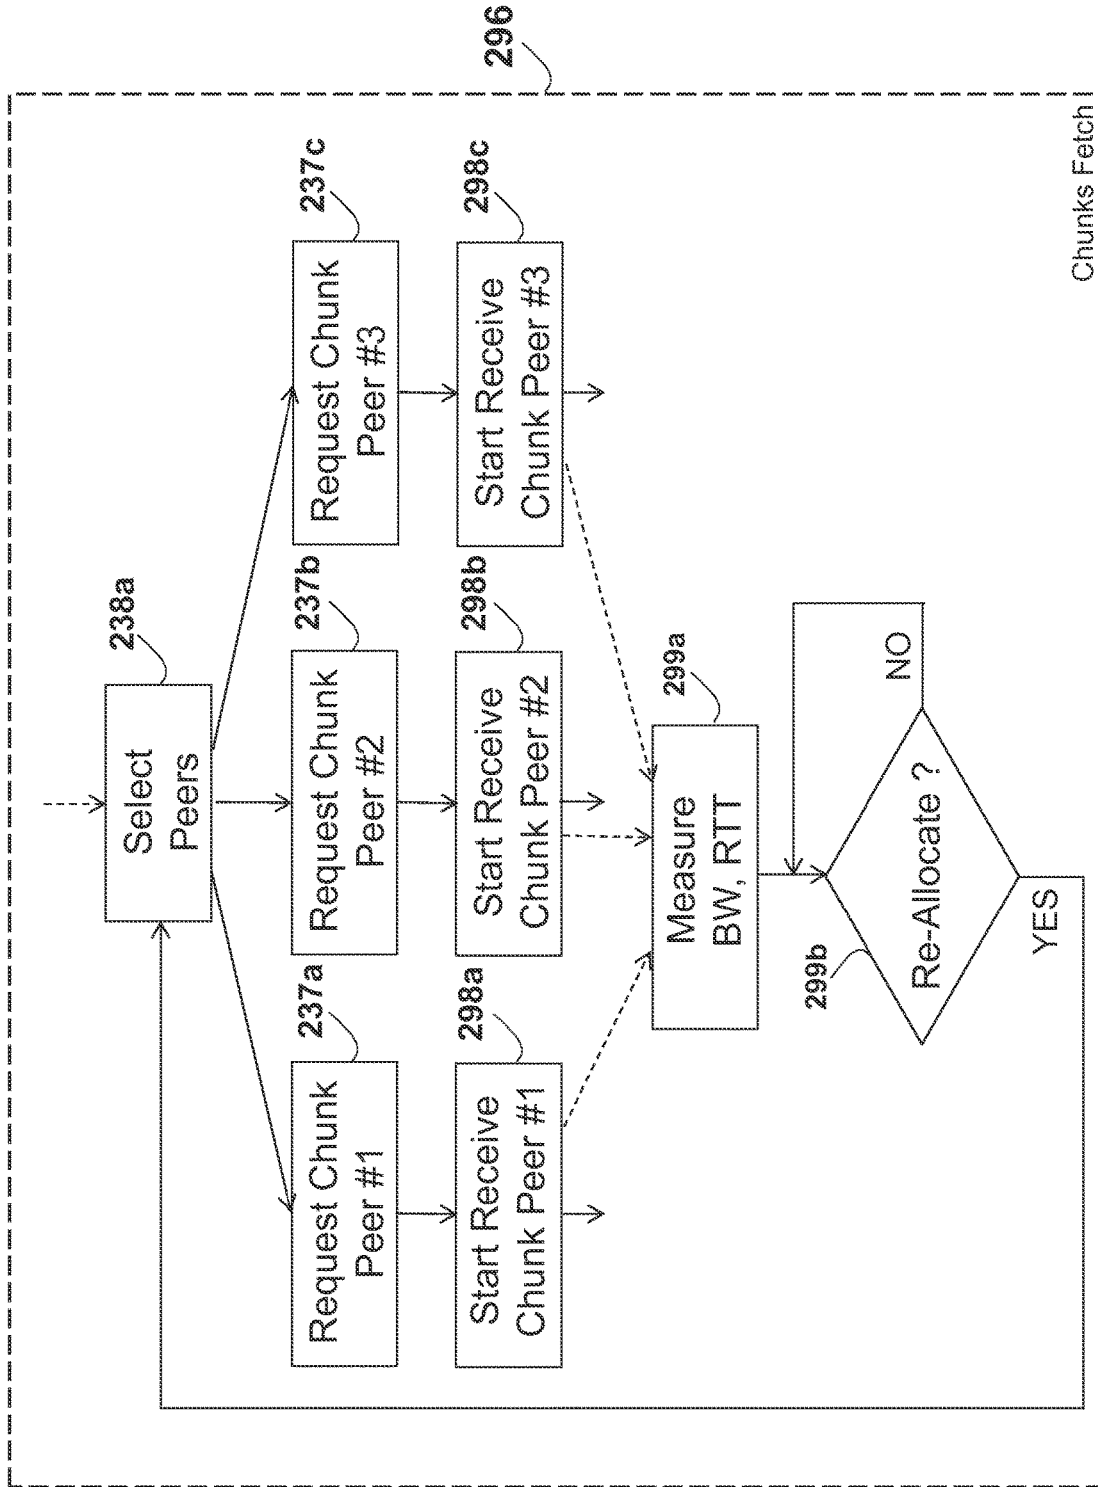 296
238a
Select
Peers
237a
Request Chunk
Peer #1
237b
Request Chunk
Peer #2
237c
Request Chunk
Peer #3
298a
Start Receive
Chunk Peer #1
298b
Start Receive
Chunk Peer #2
298c
Start Receive
Chunk Peer #3
299a
Measure
BW, RTT
299b
Re-Allocate ?
NO
YES
Chunks Fetch